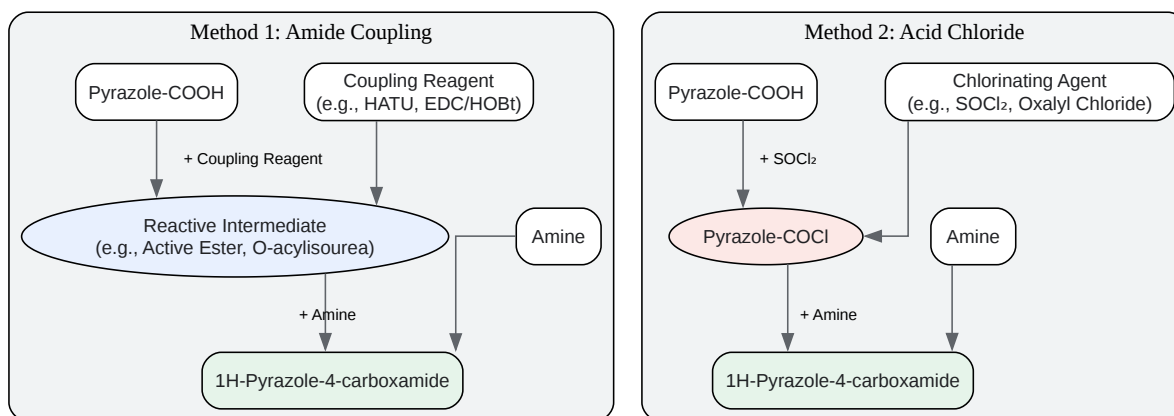 Method 1: Amide Coupling
Pyrazole-COOH
Coupling Reagent
(e.g., HATU, EDC/HOBt)
+ Coupling Reagent
Reactive Intermediate
(e.g., Active Ester, O-acylisourea)
Amine
+ Amine
1H-Pyrazole-4-carboxamide
Method 2: Acid Chloride
Pyrazole-COOH
Chlorinating Agent
(e.g., SOCl₂, Oxalyl Chloride)
+ SOCl₂
Pyrazole-COCl
Amine
+ Amine
1H-Pyrazole-4-carboxamide